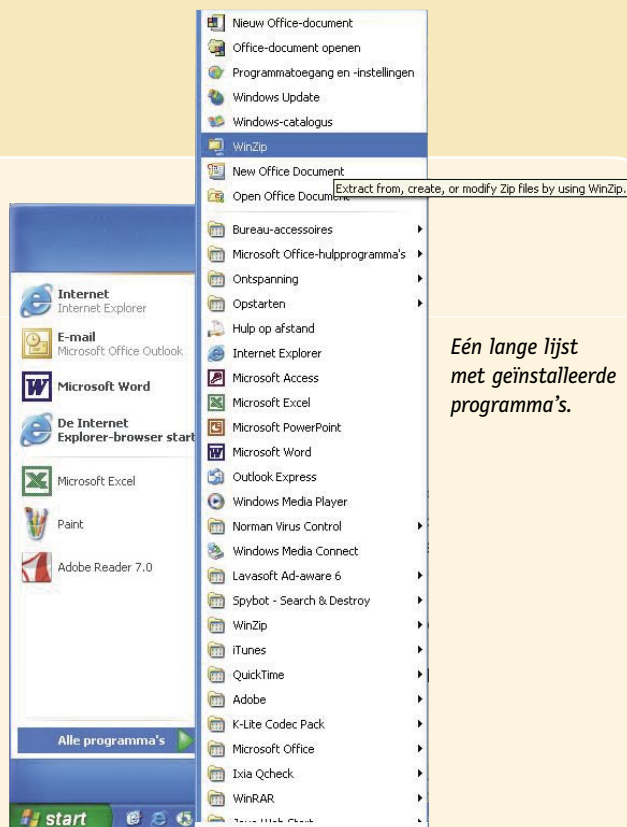 Nieuw Office-document
Office-document openen
Programmatoegang en -instellingen
Windows Update
Windows-catalogus
WinZip
New Office Document
Open Office Document
Extract from, create, or modify Zip files by using WinZip.
Bureau-accessoires
Microsoft Office-hulpprogramma's
Ontspanning
Opstarten
Hulp op afstand
Internet Explorer
Microsoft Access
Microsoft Excel
Microsoft PowerPoint
Microsoft Word
Outlook Express
Windows Media Player
Norman Virus Control
Windows Media Connect
Lavasoft Ad-aware 6
Spybot - Search & Destroy
WinZip
iTunes
QuickTime
Adobe
K-Lite Codec Pack
Microsoft Office
Ixia Qcheck
WinRAR
Java Web Start
Internet
Internet Explorer
E-mail
Microsoft Office Outlook
Microsoft Word
De Internet
Explorer-browser start
Microsoft Excel
Paint
Adobe Reader 7.0
Alle programma's
start
Eén lange lijst
met geïnstalleerde
programma's.